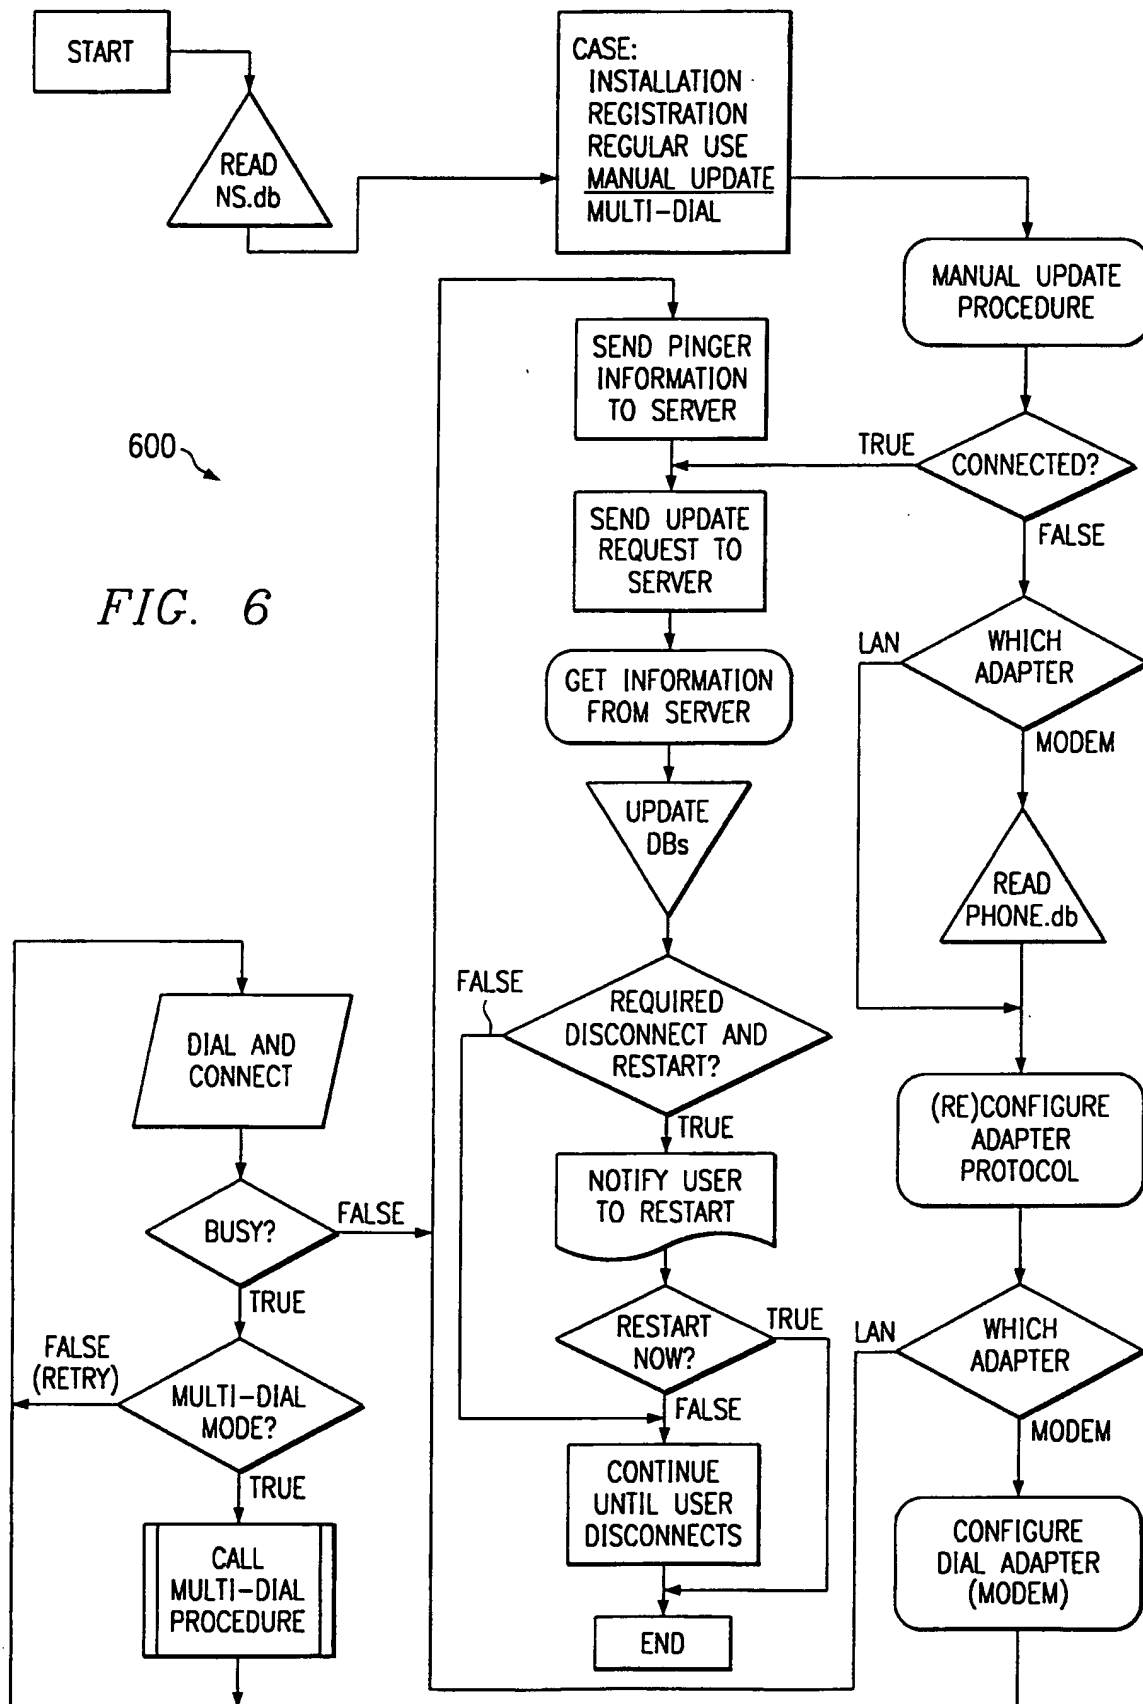 START
READ
NS.db
CASE:
INSTALLATION
REGISTRATION
REGULAR USE
MANUAL UPDATE
MULTI-DIAL
MANUAL UPDATE
PROCEDURE
SEND PINGER
INFORMATION
TO SERVER
TRUE
CONNECTED?
FALSE
600
FIG. 6
SEND UPDATE
REQUEST TO
SERVER
LAN
WHICH
ADAPTER
MODEM
GET INFORMATION
FROM SERVER
UPDATE
DBs
READ
PHONE.db
FALSE
REQUIRED
DISCONNECT AND
RESTART?
TRUE
DIAL AND
CONNECT
(RE)CONFIGURE
ADAPTER
PROTOCOL
NOTIFY USER
TO RESTART
BUSY?
FALSE
TRUE
RESTART
NOW?
TRUE
FALSE
LAN
WHICH
ADAPTER
MODEM
FALSE
(RETRY)
MULTI-DIAL
MODE?
TRUE
CONTINUE
UNTIL USER
DISCONNECTS
CONFIGURE
DIAL ADAPTER
(MODEM)
CALL
MULTI-DIAL
PROCEDURE
END